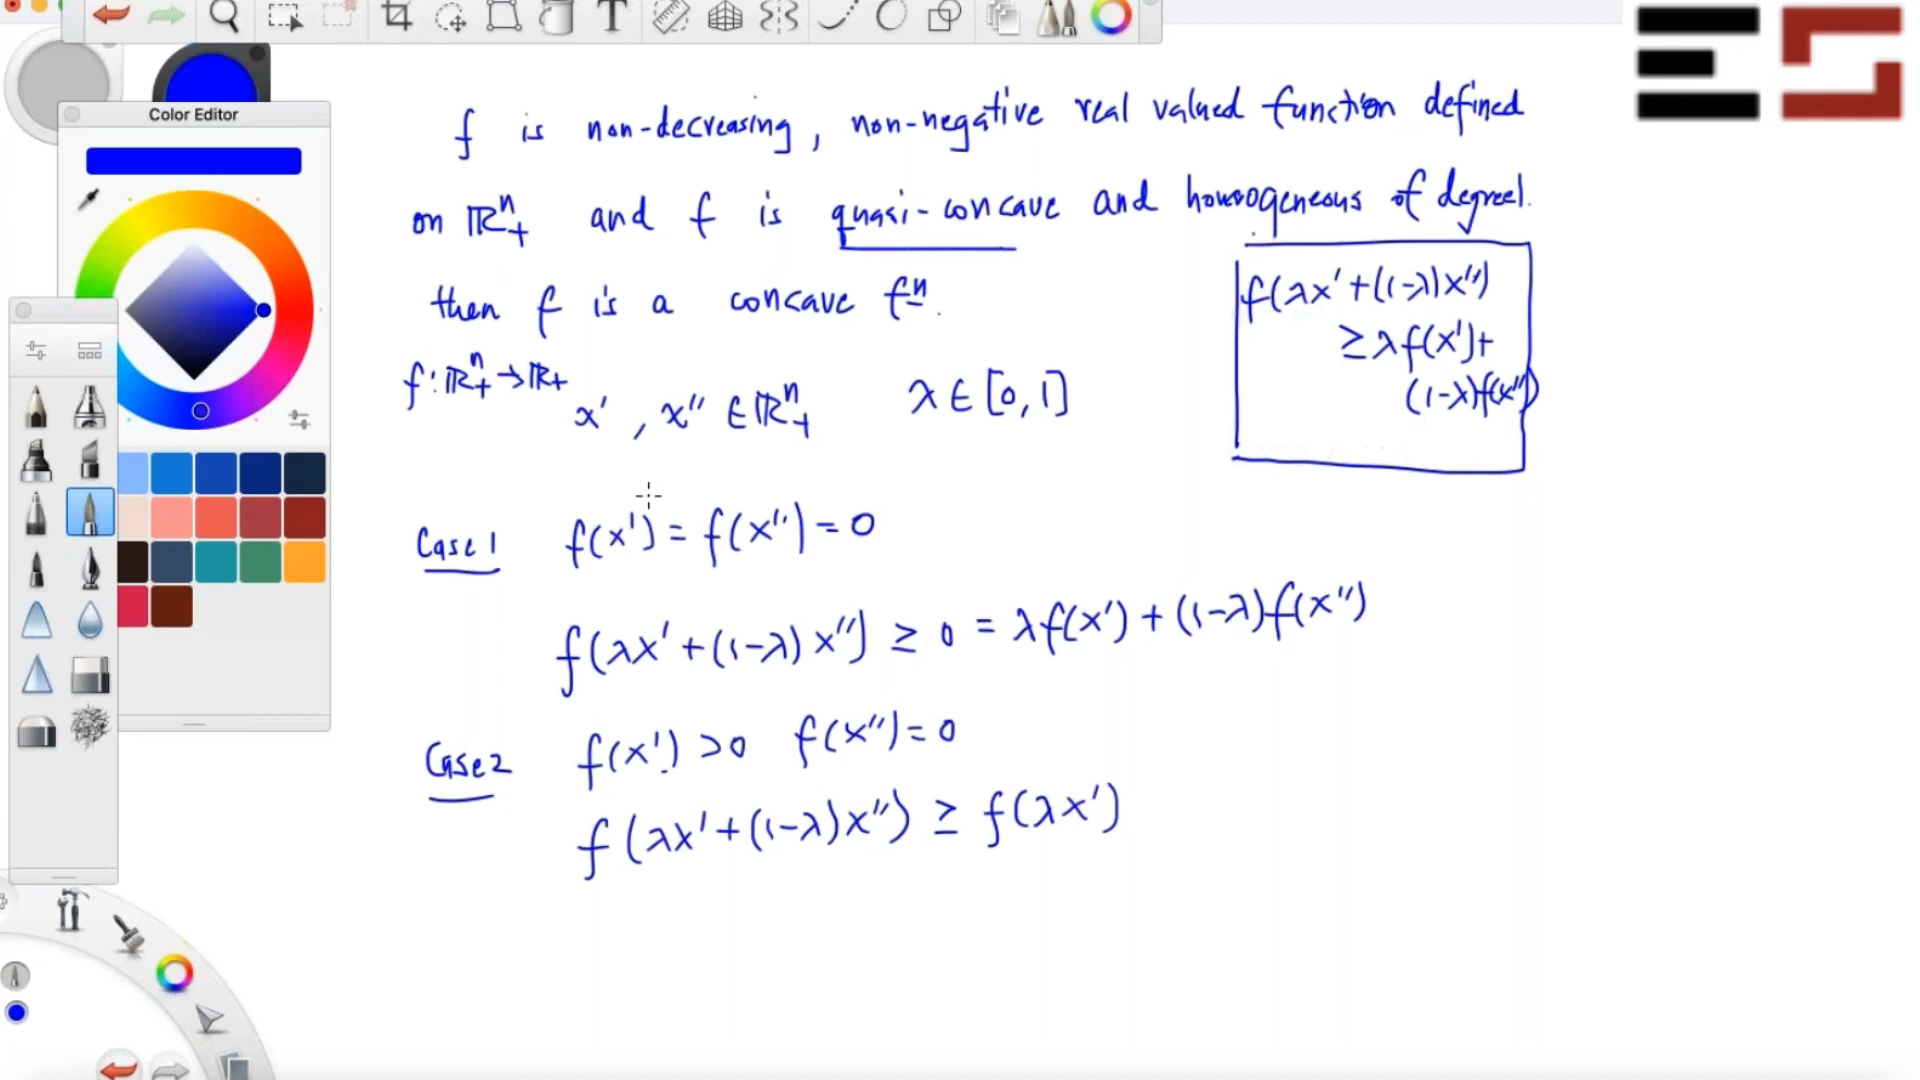 Color Editor
ES
f is non-decreasing, non-negative real valued function defined
on ℝⁿ₊ and f is quasi-concave and homogeneous of degree 1.
then f is a concave fⁿ.
f(λx′+(1-λ)x″)
≥ λf(x′)+
(1-λ)f(x″)
f: ℝⁿ₊ → ℝ₊
x′, x″ ∈ ℝⁿ₊ λ ∈ [0,1]
Case 1 f(x′) = f(x″) = 0
f(λx′+(1-λ)x″) ≥ 0 = λf(x′) + (1-λ)f(x″)
Case 2 f(x′) > 0 f(x″) = 0
f(λx′+(1-λ)x″) ≥ f(λx′)